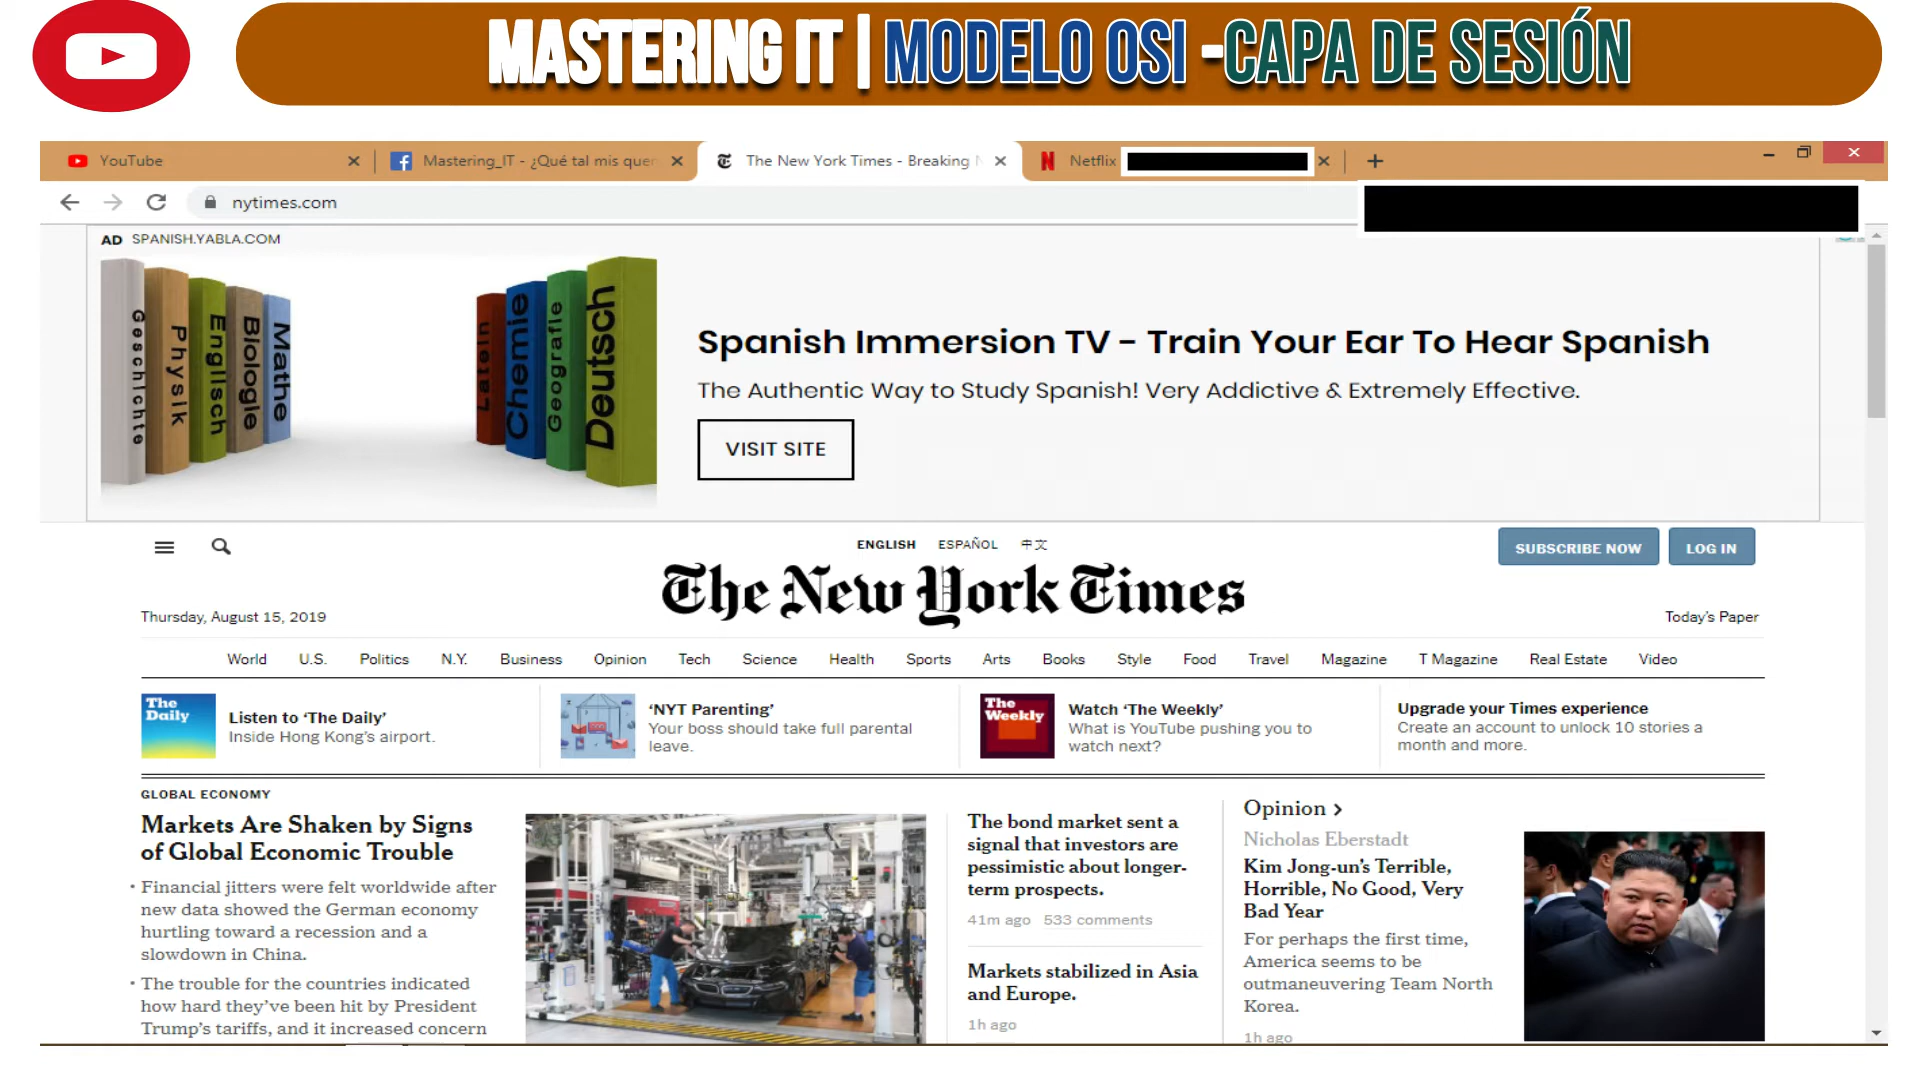 MASTERING IT | MODELO OSI -CAPA DE SESIÓN
YouTube
Mastering_IT - ¿Qué tal mis quer
The New York Times - Breaking N
Netflix
nytimes.com
AD SPANISH.YABLA.COM
Geschichte
Physik
Englisch
Biologie
Mathe
Latein
Chemie
Geografie
Deutsch
Spanish Immersion TV - Train Your Ear To Hear Spanish
The Authentic Way to Study Spanish! Very Addictive & Extremely Effective.
VISIT SITE
ENGLISH ESPAÑOL 中文
SUBSCRIBE NOW LOG IN
The New York Times
Thursday, August 15, 2019
Today's Paper
World U.S. Politics N.Y. Business Opinion Tech Science Health Sports Arts Books Style Food Travel Magazine T Magazine Real Estate Video
The
Daily
Listen to ‘The Daily’
Inside Hong Kong’s airport.
‘NYT Parenting’
Your boss should take full parental
leave.
The
Weekly
Watch ‘The Weekly’
What is YouTube pushing you to
watch next?
Upgrade your Times experience
Create an account to unlock 10 stories a
month and more.
GLOBAL ECONOMY
Markets Are Shaken by Signs
of Global Economic Trouble
• Financial jitters were felt worldwide after
new data showed the German economy
hurtling toward a recession and a
slowdown in China.
• The trouble for the countries indicated
how hard they’ve been hit by President
Trump’s tariffs, and it increased concern
The bond market sent a
signal that investors are
pessimistic about longer-
term prospects.
41m ago 533 comments
Markets stabilized in Asia
and Europe.
1h ago
Opinion >
Nicholas Eberstadt
Kim Jong-un’s Terrible,
Horrible, No Good, Very
Bad Year
For perhaps the first time,
America seems to be
outmaneuvering Team North
Korea.
1h ago